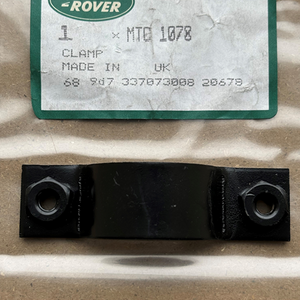 ROVER
1 × MTC 1078
CLAMP
MADE IN UK
68 9d7 337073008 20678